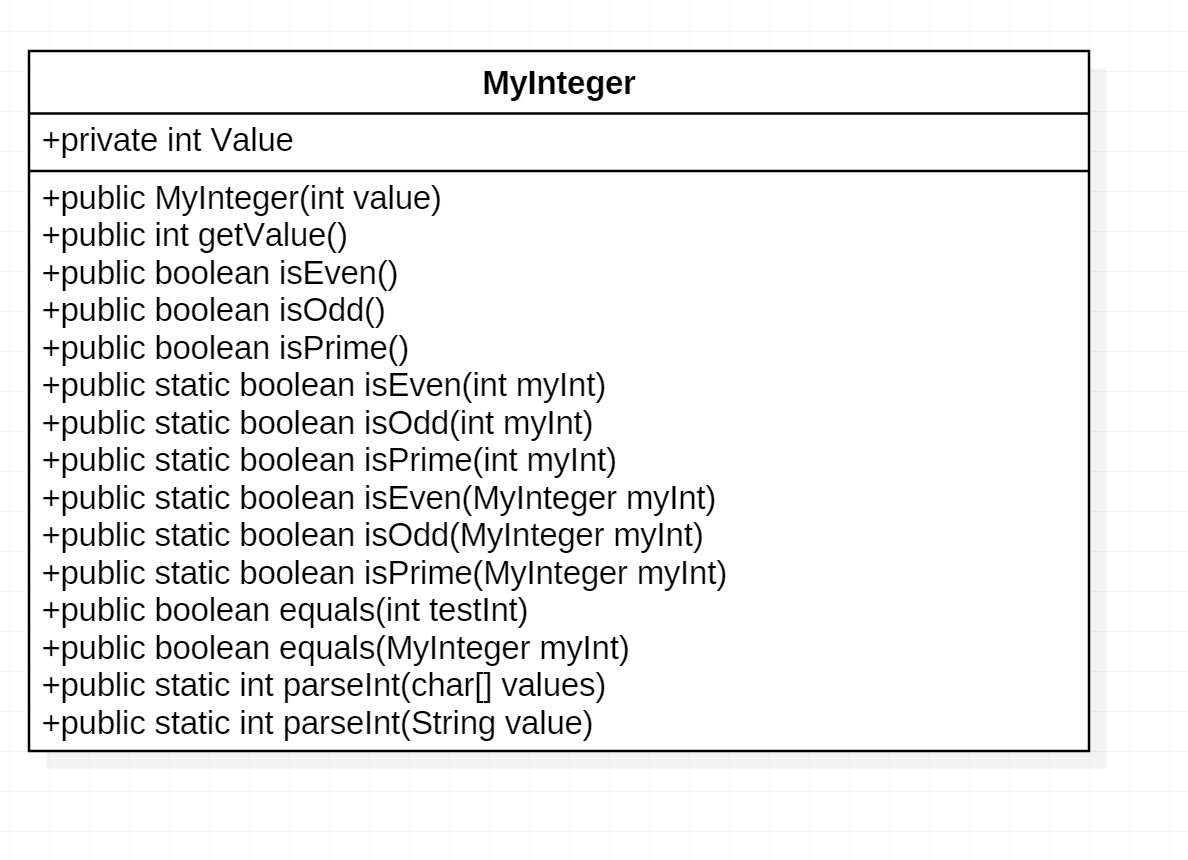 MyInteger
+private int Value
+public MyInteger(int value)
+public int getValue()
+public boolean isEven()
+public boolean isOdd()
+public boolean isPrime()
+public static boolean isEven(int myInt)
+public static boolean isOdd(int myInt)
+public static boolean isPrime(int myInt)
+public static boolean isEven(MyInteger myInt)
+public static boolean isOdd(MyInteger myInt)
+public static boolean isPrime(MyInteger myInt)
+public boolean equals(int testInt)
+public boolean equals(MyInteger myInt)
+public static int parseInt(char[] values)
+public static int parseInt(String value)